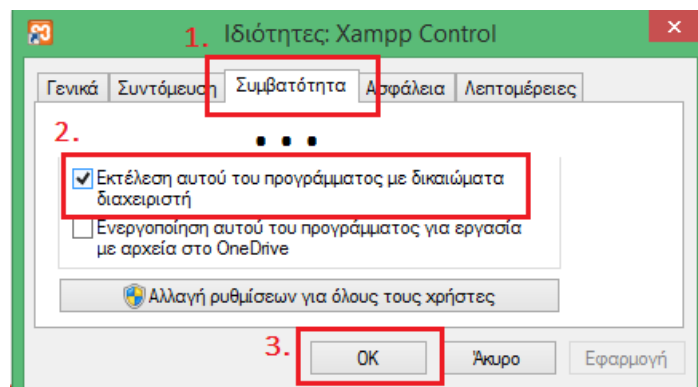 1. Ιδιότητες: Xampp Control
Γενικά Συντόμευση Συμβατότητα Ασφάλεια Λεπτομέρειες
2. ...
Εκτέλεση αυτού του προγράμματος με δικαιώματα
διαχειριστή
Ενεργοποίηση αυτού του προγράμματος για εργασία
με αρχεία στο OneDrive
Αλλαγή ρυθμίσεων για όλους τους χρήστες
3. OK Άκυρο Εφαρμογή